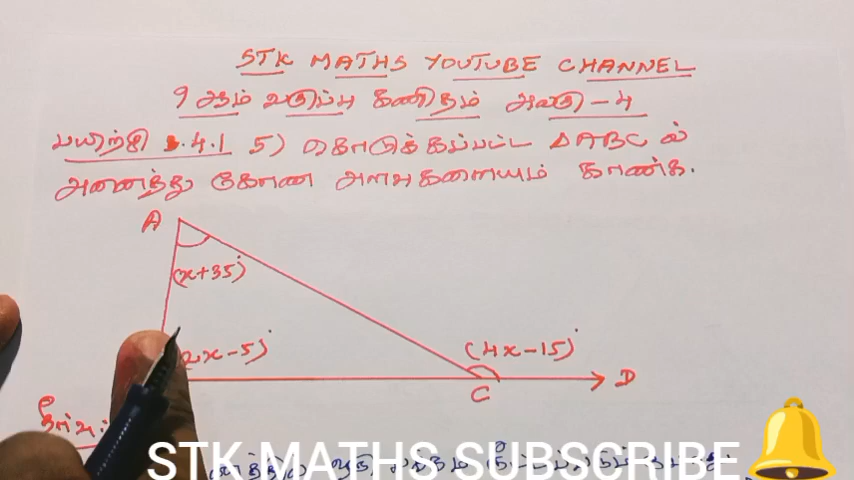 STK MATHS YOUTUBE CHANNEL
9 ஆம் வகுப்பு கணிதம் அலகு - 4
பயிற்சி 4.1 5) கொடுக்கப்பட்ட ΔABC ல்
அனைத்து கோண அளவுகளையும் காண்க.
A
(x+35)°
2x-5)°
(4x-15)°
C
D
தீர்வு:
STK MATHS SUBSCRIBE